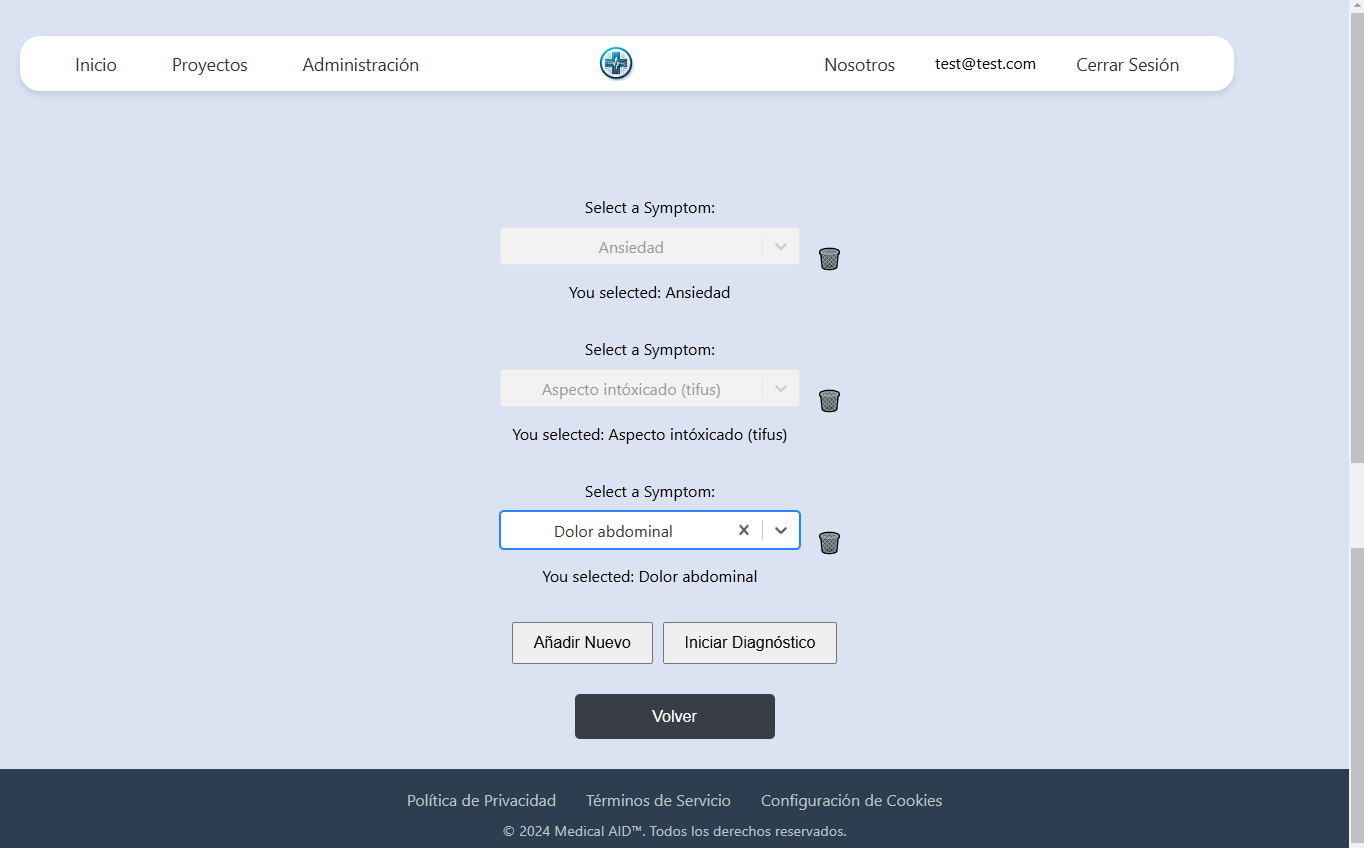 Inicio Proyectos Administración Nosotros test@test.com Cerrar Sesión
Select a Symptom:
Ansiedad
You selected: Ansiedad
Select a Symptom:
Aspecto intóxicado (tifus)
You selected: Aspecto intóxicado (tifus)
Select a Symptom:
Dolor abdominal
You selected: Dolor abdominal
Añadir Nuevo Iniciar Diagnóstico
Volver
Política de Privacidad Términos de Servicio Configuración de Cookies
© 2024 Medical AID™. Todos los derechos reservados.